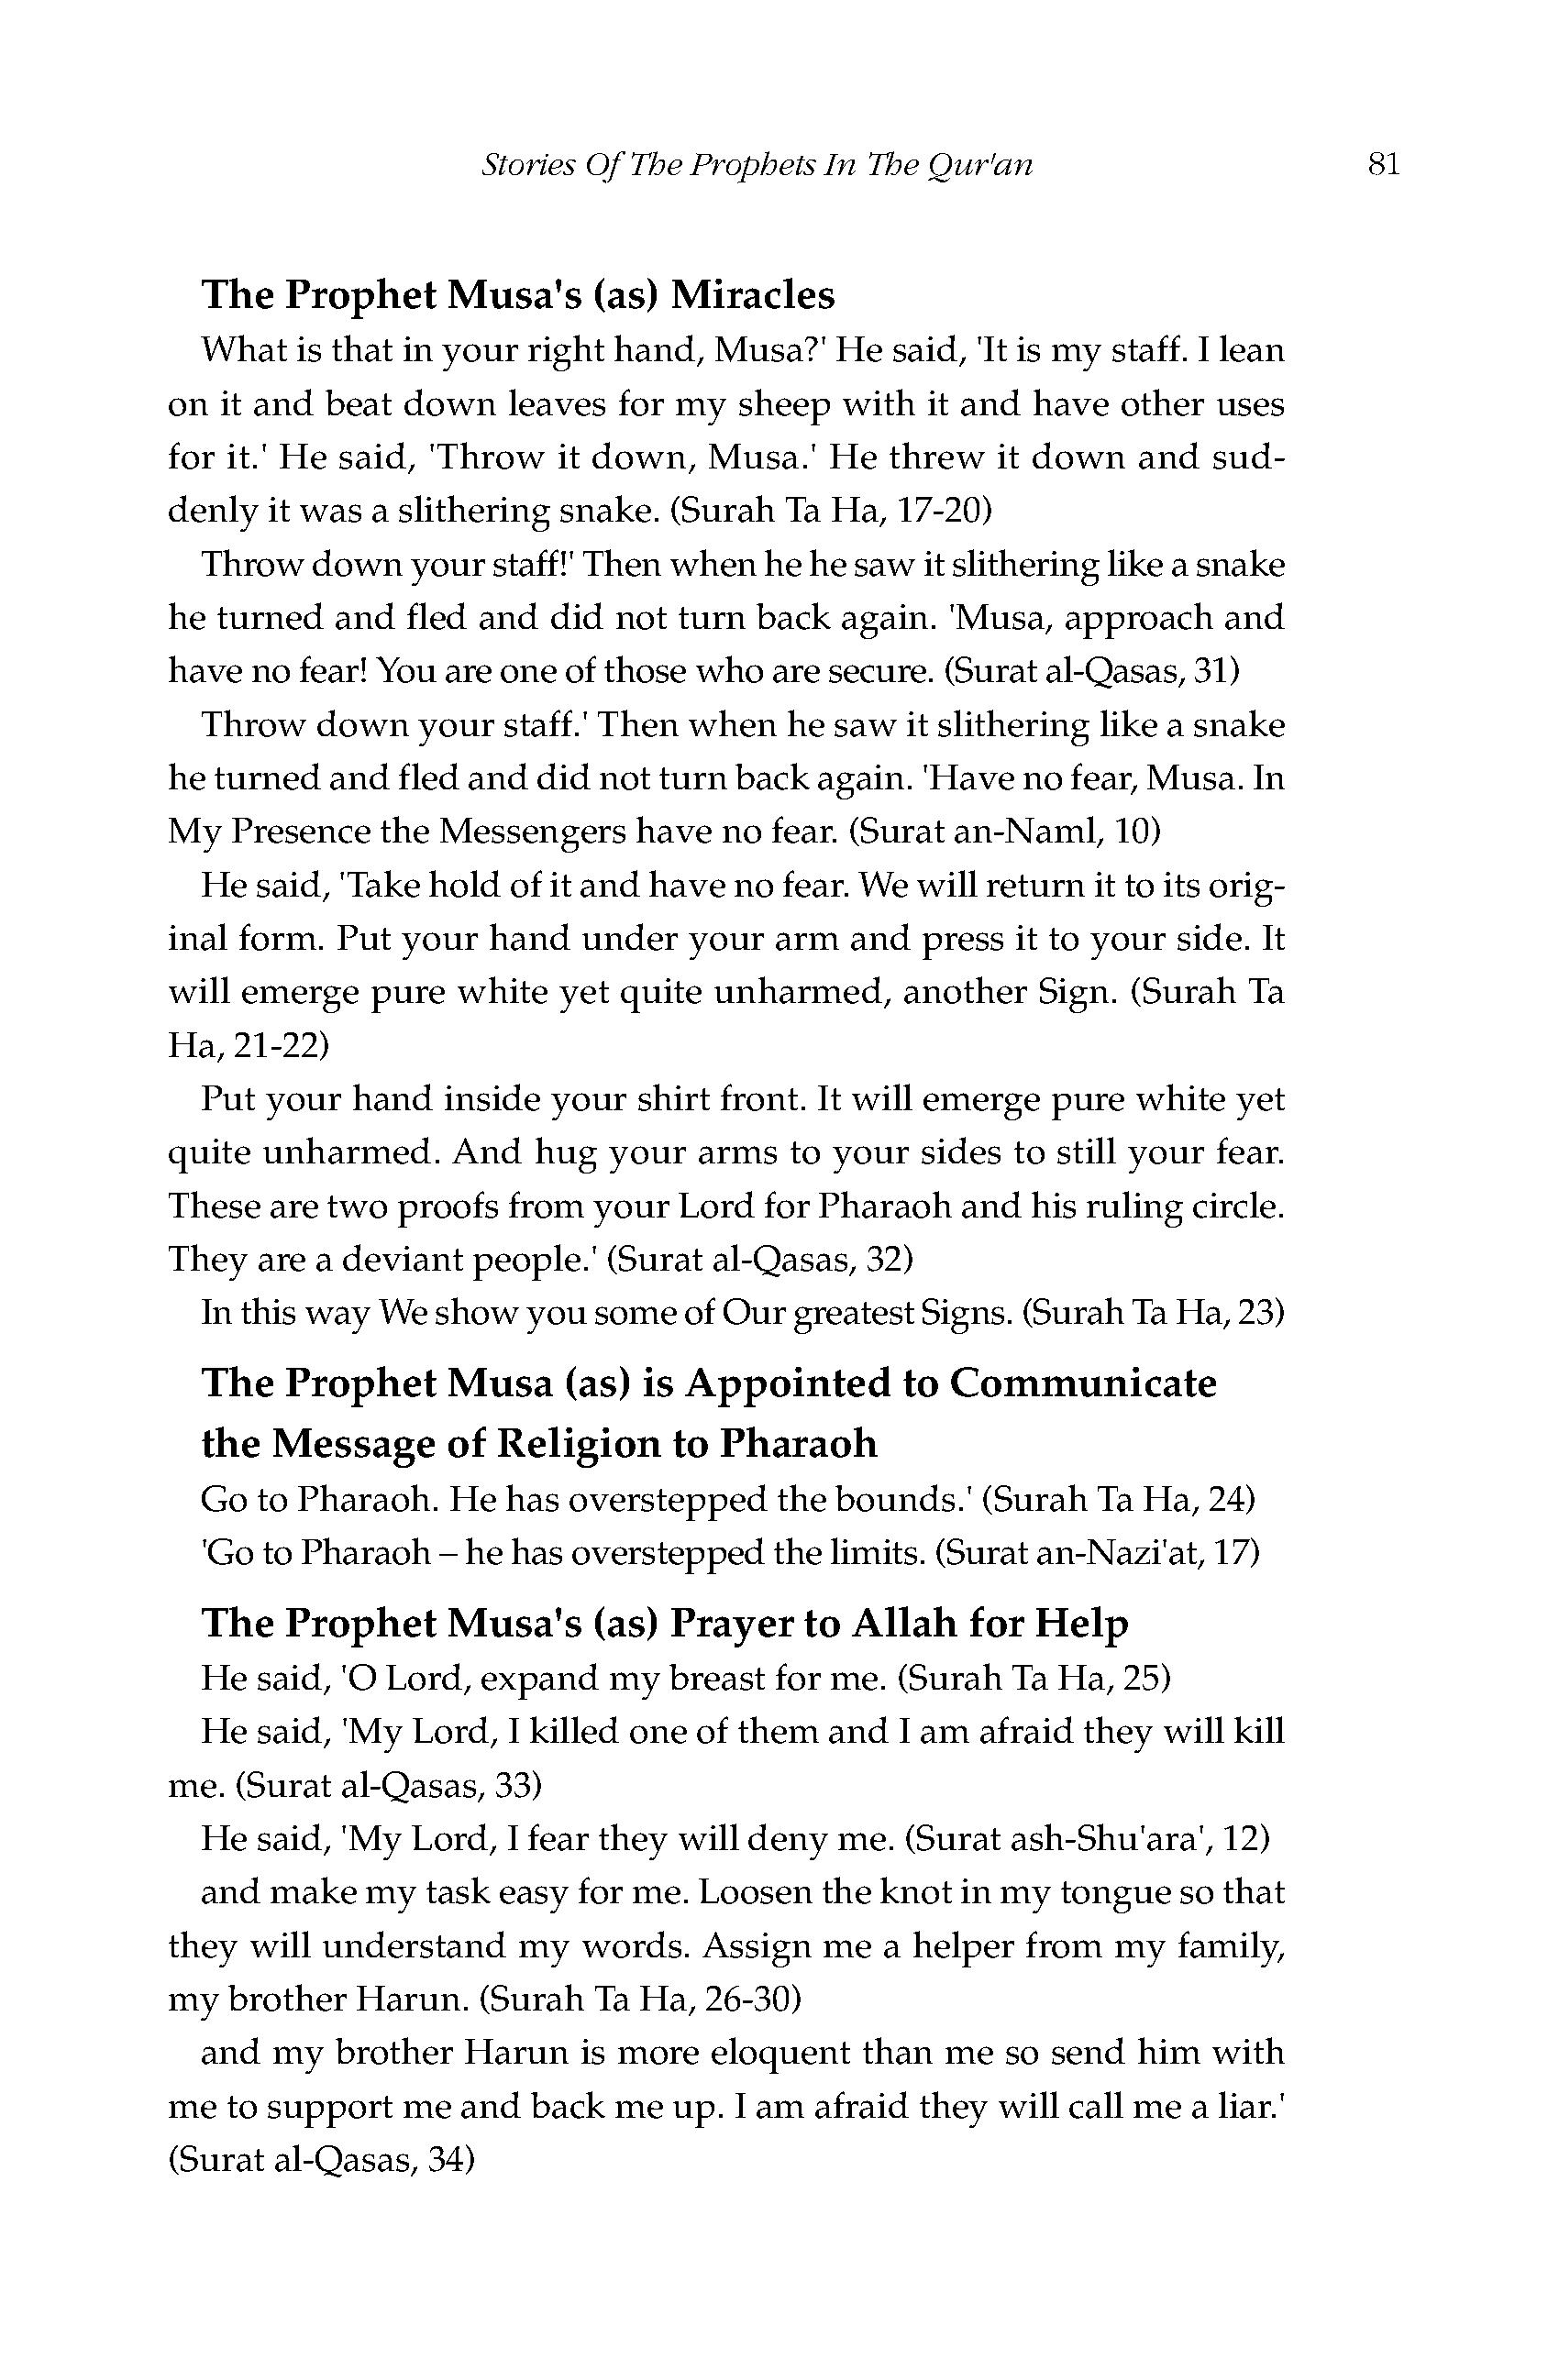 Stories Of The Prophets In The Qur'an 81
The Prophet Musa's (as) Miracles
What is that in your right hand, Musa?' He said, 'It is my staff. I lean
on it and beat down leaves for my sheep with it and have other uses
for it.' He said, 'Throw it down, Musa.' He threw it down and sud-
denly it was a slithering snake. (Surah Ta Ha, 17-20)
Throw down your staff!' Then when he he saw it slithering like a snake
he turned and fled and did not turn back again. 'Musa, approach and
have no fear! You are one of those who are secure. (Surat al-Qasas, 31)
Throw down your staff.' Then when he saw it slithering like a snake
he turned and fled and did not turn back again. 'Have no fear, Musa. In
My Presence the Messengers have no fear. (Surat an-Naml, 10)
He said, 'Take hold of it and have no fear. We will return it to its orig-
inal form. Put your hand under your arm and press it to your side. It
will emerge pure white yet quite unharmed, another Sign. (Surah Ta
Ha, 21-22)
Put your hand inside your shirt front. It will emerge pure white yet
quite unharmed. And hug your arms to your sides to still your fear.
These are two proofs from your Lord for Pharaoh and his ruling circle.
They are a deviant people.' (Surat al-Qasas, 32)
In this way We show you some of Our greatest Signs. (Surah Ta Ha, 23)
The Prophet Musa (as) is Appointed to Communicate
the Message of Religion to Pharaoh
Go to Pharaoh. He has overstepped the bounds.' (Surah Ta Ha, 24)
'Go to Pharaoh – he has overstepped the limits. (Surat an-Nazi'at, 17)
The Prophet Musa's (as) Prayer to Allah for Help
He said, 'O Lord, expand my breast for me. (Surah Ta Ha, 25)
He said, 'My Lord, I killed one of them and I am afraid they will kill
me. (Surat al-Qasas, 33)
He said, 'My Lord, I fear they will deny me. (Surat ash-Shu'ara', 12)
and make my task easy for me. Loosen the knot in my tongue so that
they will understand my words. Assign me a helper from my family,
my brother Harun. (Surah Ta Ha, 26-30)
and my brother Harun is more eloquent than me so send him with
me to support me and back me up. I am afraid they will call me a liar.'
(Surat al-Qasas, 34)